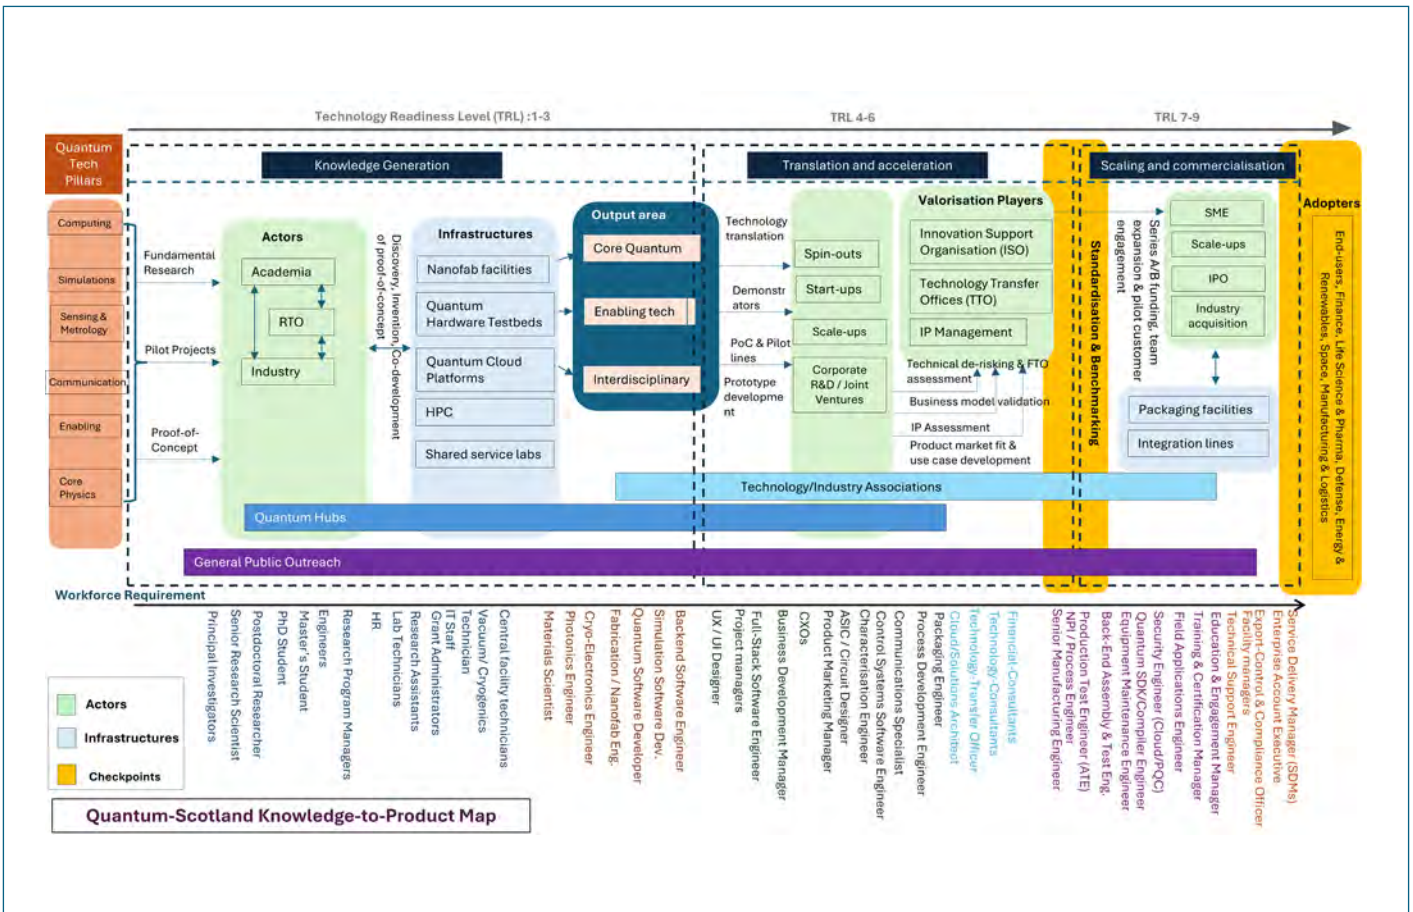 Technology Readiness Level (TRL) :1-3
TRL 4-6
TRL 7-9
Quantum
Tech
Pillars
Knowledge Generation
Translation and acceleration
Scaling and commercialisation
Computing
Simulations
Sensing &
Metrology
Communication
Enabling
Core
Physics
Fundamental
Research
Pilot Projects
Proof-of-
Concept
Actors
Academia
RTO
Industry
Discovery, Invention, Co-development
of proof-of-concept
Infrastructures
Nanofab facilities
Quantum
Hardware Testbeds
Quantum Cloud
Platforms
HPC
Shared service labs
Output area
Core Quantum
Enabling tech
Interdisciplinary
Technology
translation
Demonstr
ators
PoC & Pilot
lines
Prototype
developme
nt
Spin-outs
Start-ups
Scale-ups
Corporate
R&D / Joint
Ventures
Valorisation Players
Innovation Support
Organisation (ISO)
Technology Transfer
Offices (TTO)
IP Management
Technical de-risking & FTO
assessment
Business model validation
IP Assessment
Product market fit &
use case development
Standardisation & Benchmarking
Series A/B funding, team
expansion & pilot customer
engagement
SME
Scale-ups
IPO
Industry
acquisition
Packaging facilities
Integration lines
Adopters
End-users, Finance, Life Science & Pharma, Defense, Energy &
Renewables, Space, Manufacturing & Logistics
Technology/Industry Associations
Quantum Hubs
General Public Outreach
Workforce Requirement
Principal Investigators
Senior Research Scientist
Postdoctoral Researcher
PhD Student
Master's Student
Engineers
Research Program Managers
HR
Lab Technicians
Research Assistants
Grant Administrators
IT Staff
Technician
Vacuum/ Cryogenics
Central facility technicians
Materials Scientist
Photonics Engineer
Cryo-Electronics Engineer
Fabrication / Nanofab Eng.
Quantum Software Developer
Simulation Software Dev.
Backend Software Engineer
UX / UI Designer
Project managers
Full-Stack Software Engineer
Business Development Manager
CXOs
Product Marketing Manager
ASIC / Circuit Designer
Characterisation Engineer
Control Systems Software Engineer
Communications Specialist
Process Development Engineer
Packaging Engineer
Cloud/Solutions Architect
Technology-Transfer Officer
Technology-Consultants
Financial-Consultants
Senior Manufacturing Engineer
NPI / Process Engineer
Production Test Engineer (ATE)
Back-End Assembly & Test Eng.
Equipment Maintenance Engineer
Quantum SDK/Compiler Engineer
Security Engineer (Cloud/PQC)
Field Applications Engineer
Training & Certification Manager
Education & Engagement Manager
Technical Support Engineer
Facility managers
Export-Control & Compliance Officer
Enterprise Account Executive
Service Delivery Manager (SDMs)
Actors
Infrastructures
Checkpoints
Quantum-Scotland Knowledge-to-Product Map